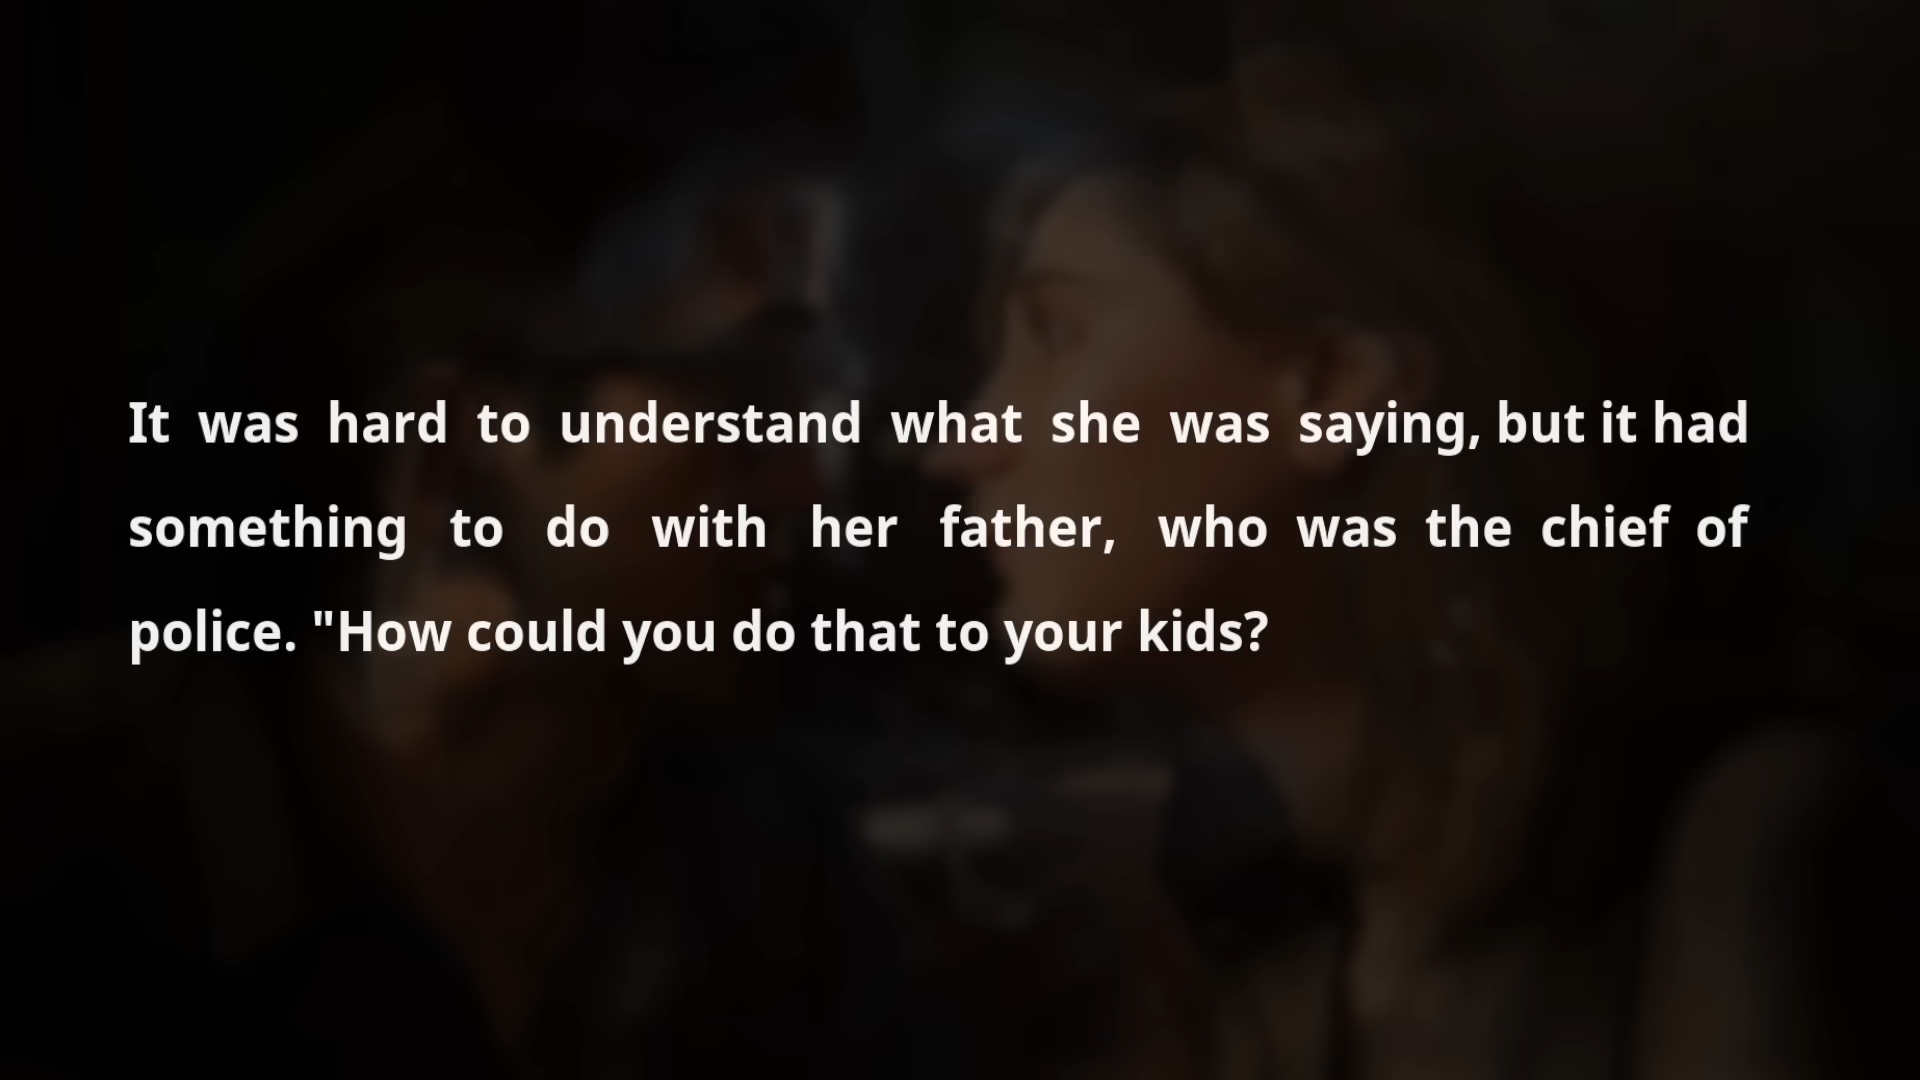 It was hard to understand what she was saying, but it had
something to do with her father, who was the chief of
police. "How could you do that to your kids?